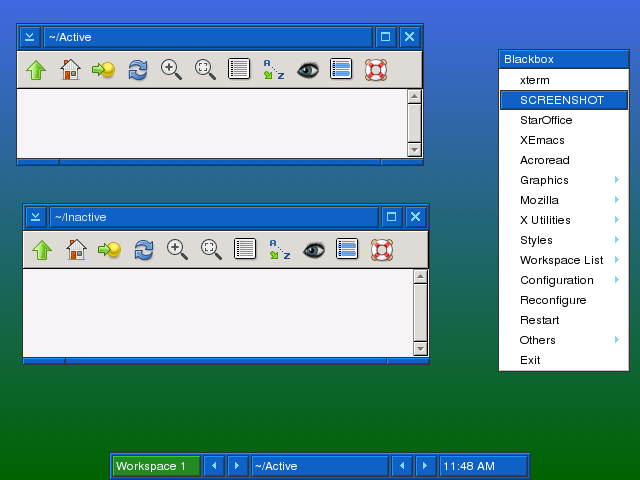 ~/Active
A
Z
~/Inactive
A
Z
Blackbox
xterm
SCREENSHOT
StarOffice
XEmacs
Acroread
Graphics
Mozilla
X Utilities
Styles
Workspace List
Configuration
Reconfigure
Restart
Others
Exit
Workspace 1
~/Active
11:48 AM